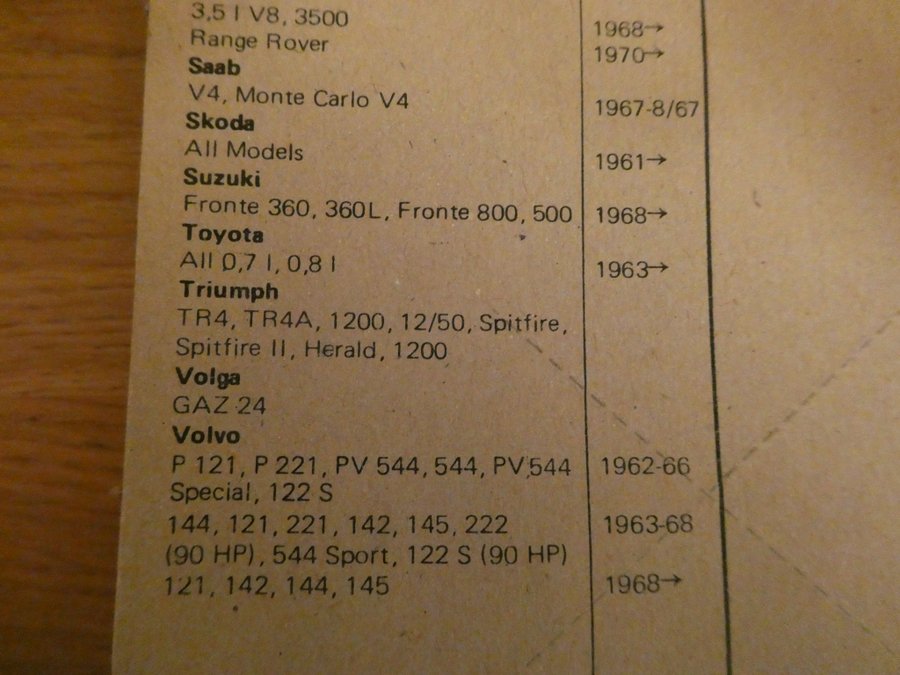 3,5 l V8, 3500 1968→
Range Rover 1970→
Saab
V4, Monte Carlo V4 1967-8/67
Skoda
All Models 1961→
Suzuki
Fronte 360, 360L, Fronte 800, 500 1968→
Toyota
All 0,7 l, 0,8 l 1963→
Triumph
TR4, TR4A, 1200, 12/50, Spitfire,
Spitfire II, Herald, 1200
Volga
GAZ 24
Volvo
P 121, P 221, PV 544, 544, PV 544 1962-66
Special, 122 S
144, 121, 221, 142, 145, 222 1963-68
(90 HP), 544 Sport, 122 S (90 HP)
121, 142, 144, 145 1968→